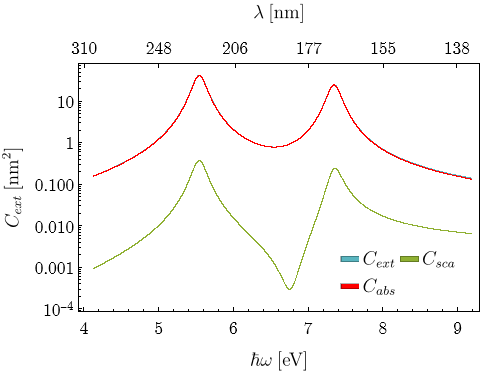 λ [nm]
310 248 206 177 155 138
10
1
0.100
0.010
0.001
10⁻⁴
C_ext [nm²]
C_ext C_sca
C_abs
4 5 6 7 8 9
ℏω [eV]